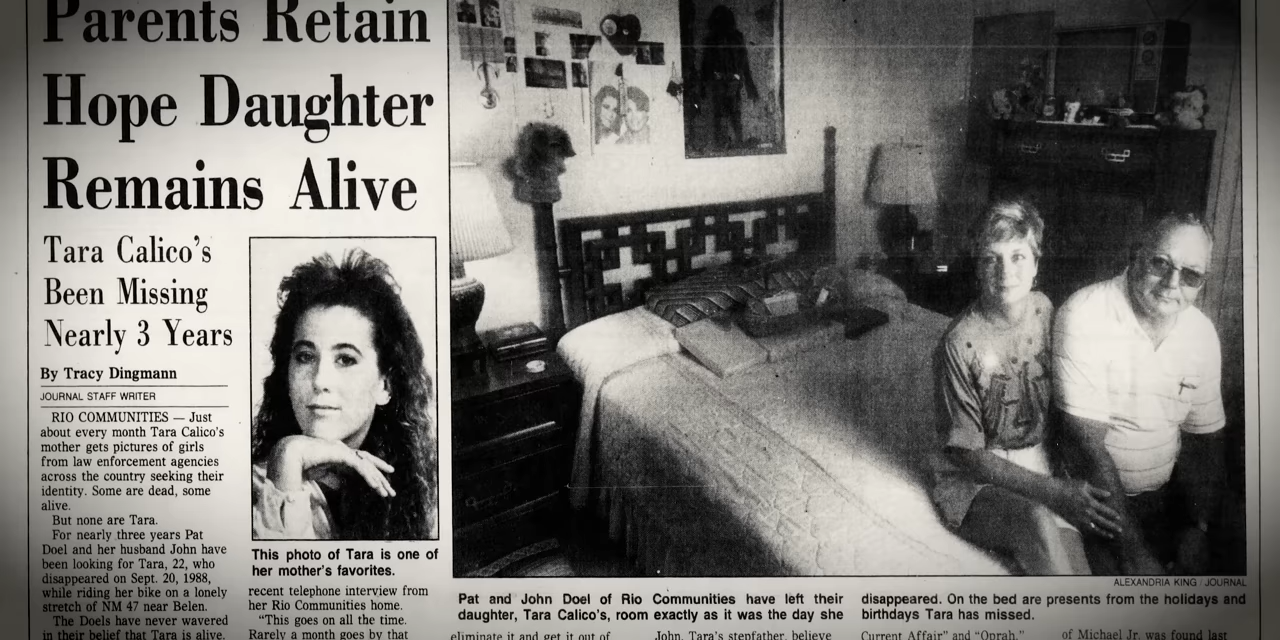 Parents Retain
Hope Daughter
Remains Alive
Tara Calico's
Been Missing
Nearly 3 Years
By Tracy Dingmann
JOURNAL STAFF WRITER
RIO COMMUNITIES — Just
about every month Tara Calico's
mother gets pictures of girls
from law enforcement agencies
across the country seeking their
identity. Some are dead, some
alive.
But none are Tara.
For nearly three years Pat
Doel and her husband John have
been looking for Tara, 22, who
disappeared on Sept. 20, 1988,
while riding her bike on a lonely
stretch of NM 47 near Belen.
The Doels have never wavered
in their belief that Tara is alive.
This photo of Tara is one of
her mother's favorites.
recent telephone interview from
her Rio Communities home.
"This goes on all the time.
Rarely a month goes by that
ALEXANDRIA KING / JOURNAL
Pat and John Doel of Rio Communities have left their
daughter, Tara Calico's, room exactly as it was the day she
disappeared. On the bed are presents from the holidays and
birthdays Tara has missed.
eliminate it and get it out of
John, Tara's stepfather, believe
Current Affair" and "Oprah."
of Michael Jr. was found last